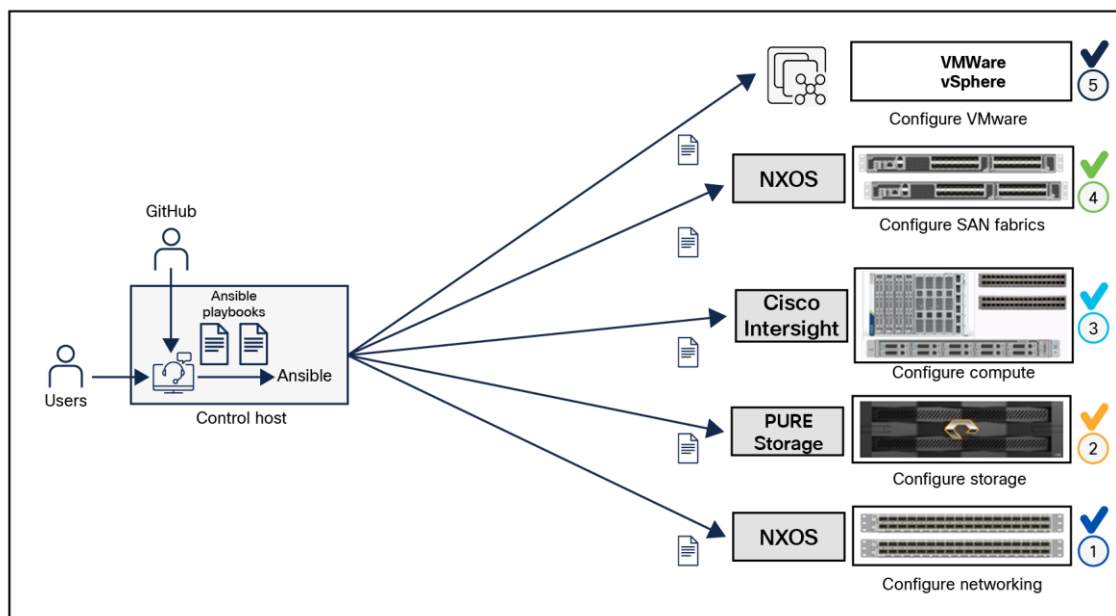 VMWare
vSphere
5
Configure VMware
NXOS
4
Configure SAN fabrics
GitHub
Ansible
playbooks
Cisco
Intersight
3
Configure compute
Users
Ansible
Control host
PURE
Storage
2
Configure storage
NXOS
1
Configure networking